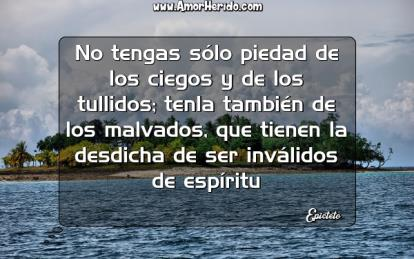 www.AmorHerido.com
No tengas sólo piedad de
los ciegos y de los
tullidos; tenla también de
los malvados, que tienen la
desdicha de ser inválidos
de espíritu
Epicteto